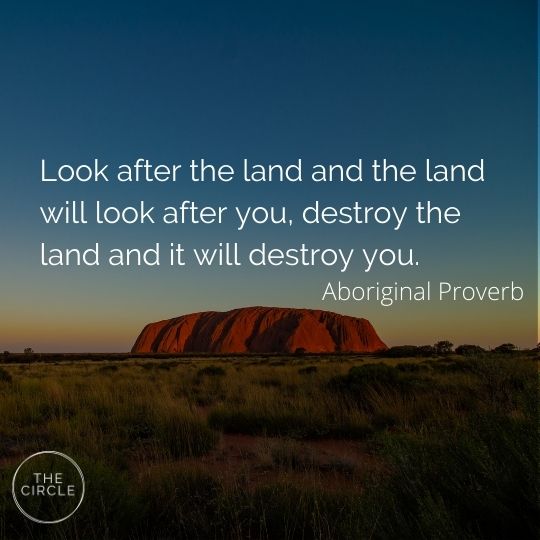 Look after the land and the land
will look after you, destroy the
land and it will destroy you.
Aboriginal Proverb
THE
CIRCLE